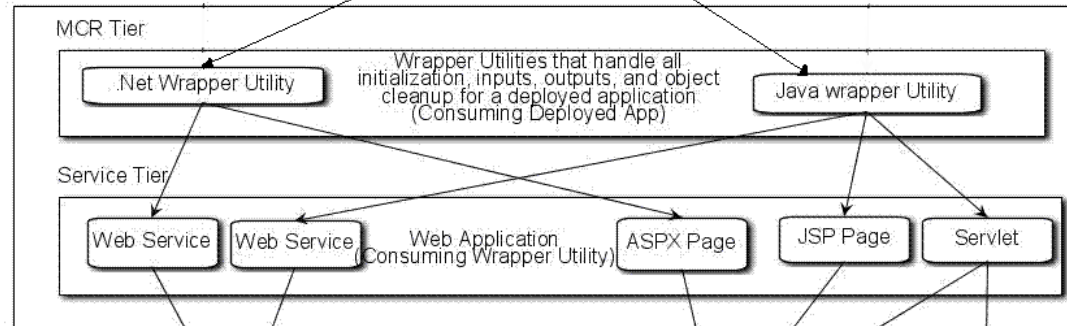 MCR Tier
Wrapper Utilities that handle all
initialization, inputs, outputs, and object
cleanup for a deployed application
(Consuming Deployed App)
.Net Wrapper Utility
Java wrapper Utility
Service Tier
Web Service
Web Service
Web Application
(Consuming Wrapper Utility)
ASPX Page
JSP Page
Servlet